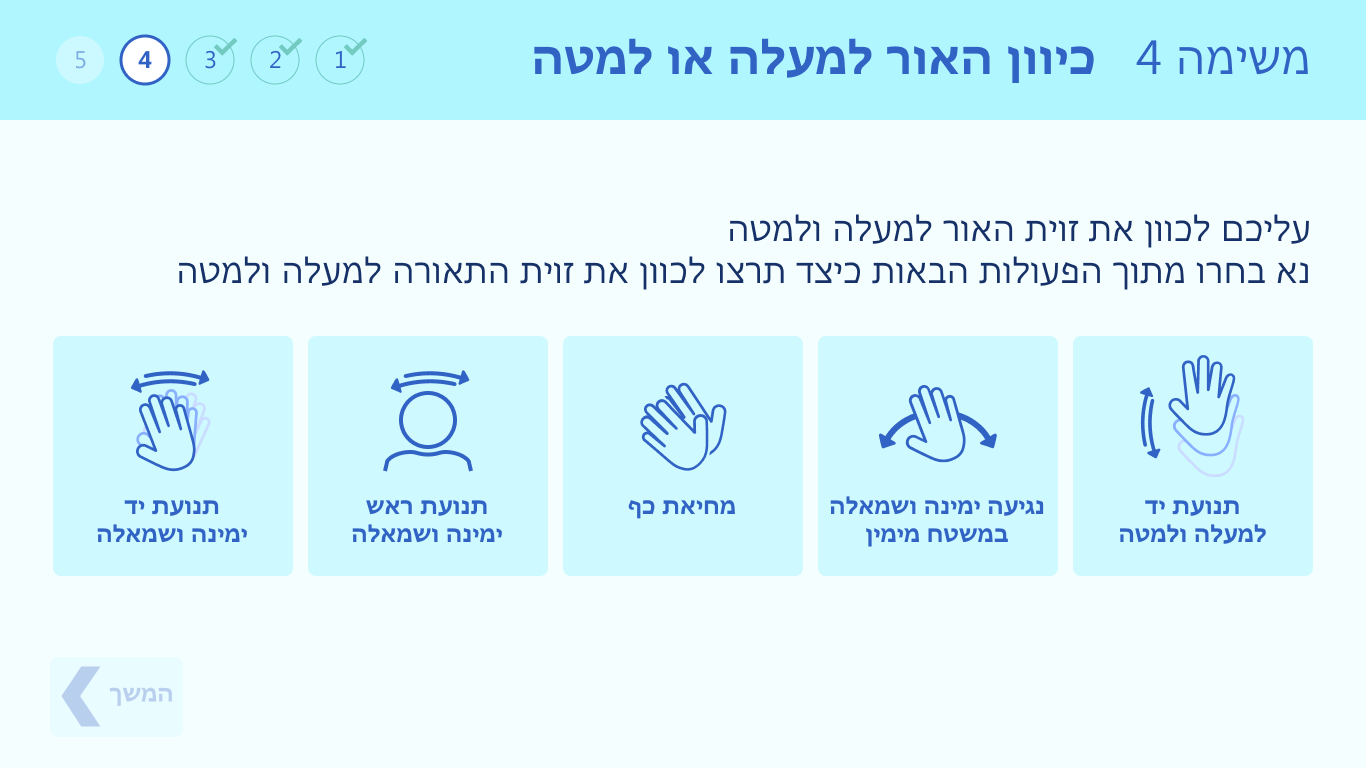 משימה 4 כיוון האור למעלה או למטה
1 2 3 4 5
עליכם לכוון את זוית האור למעלה ולמטה
נא בחרו מתוך הפעולות הבאות כיצד תרצו לכוון את זוית התאורה למעלה ולמטה
תנועת יד
למעלה ולמטה
נגיעה ימינה ושמאלה
במשטח מימין
מחיאת כף
תנועת ראש
ימינה ושמאלה
תנועת יד
ימינה ושמאלה
המשך